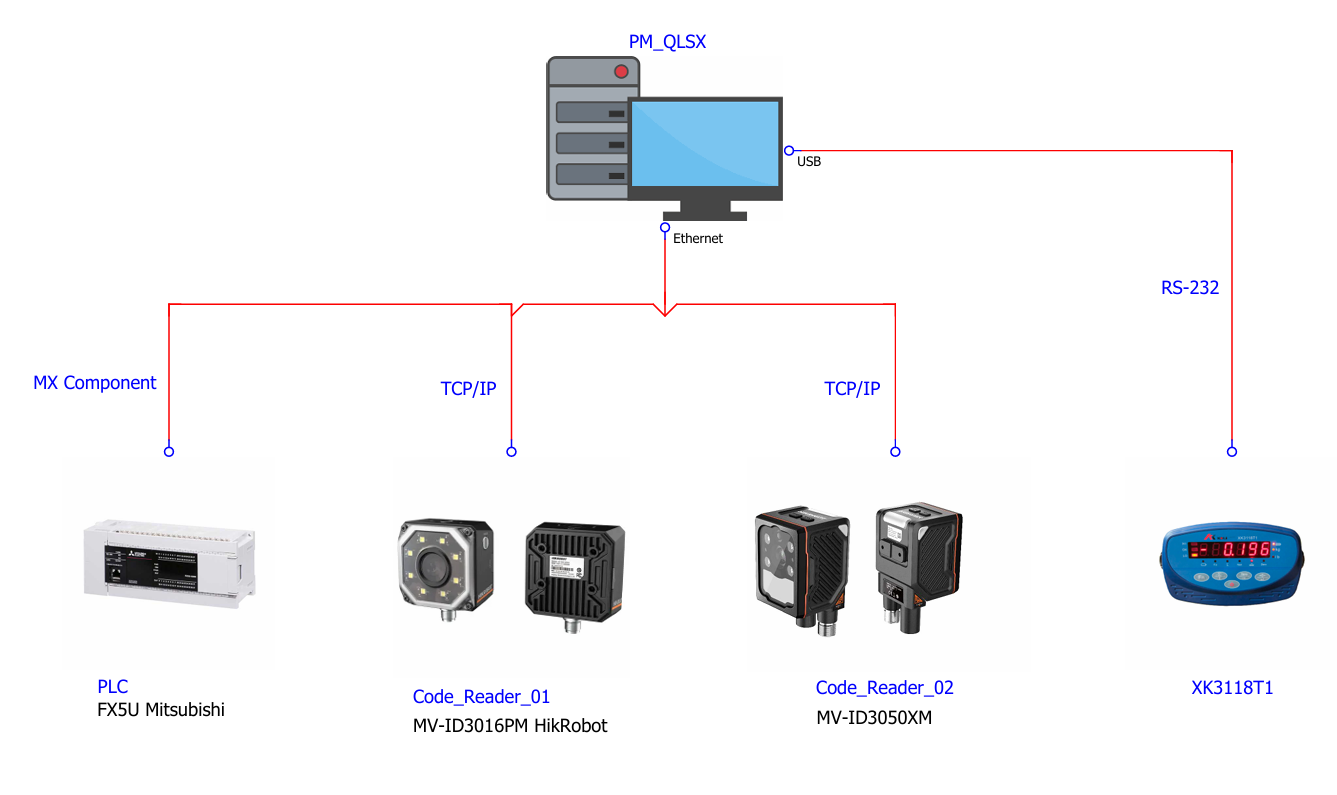 PM_QLSX
USB
Ethernet
RS-232
MX Component
TCP/IP
TCP/IP
0.196
PLC
FX5U Mitsubishi
Code_Reader_01
MV-ID3016PM HikRobot
Code_Reader_02
MV-ID3050XM
XK3118T1